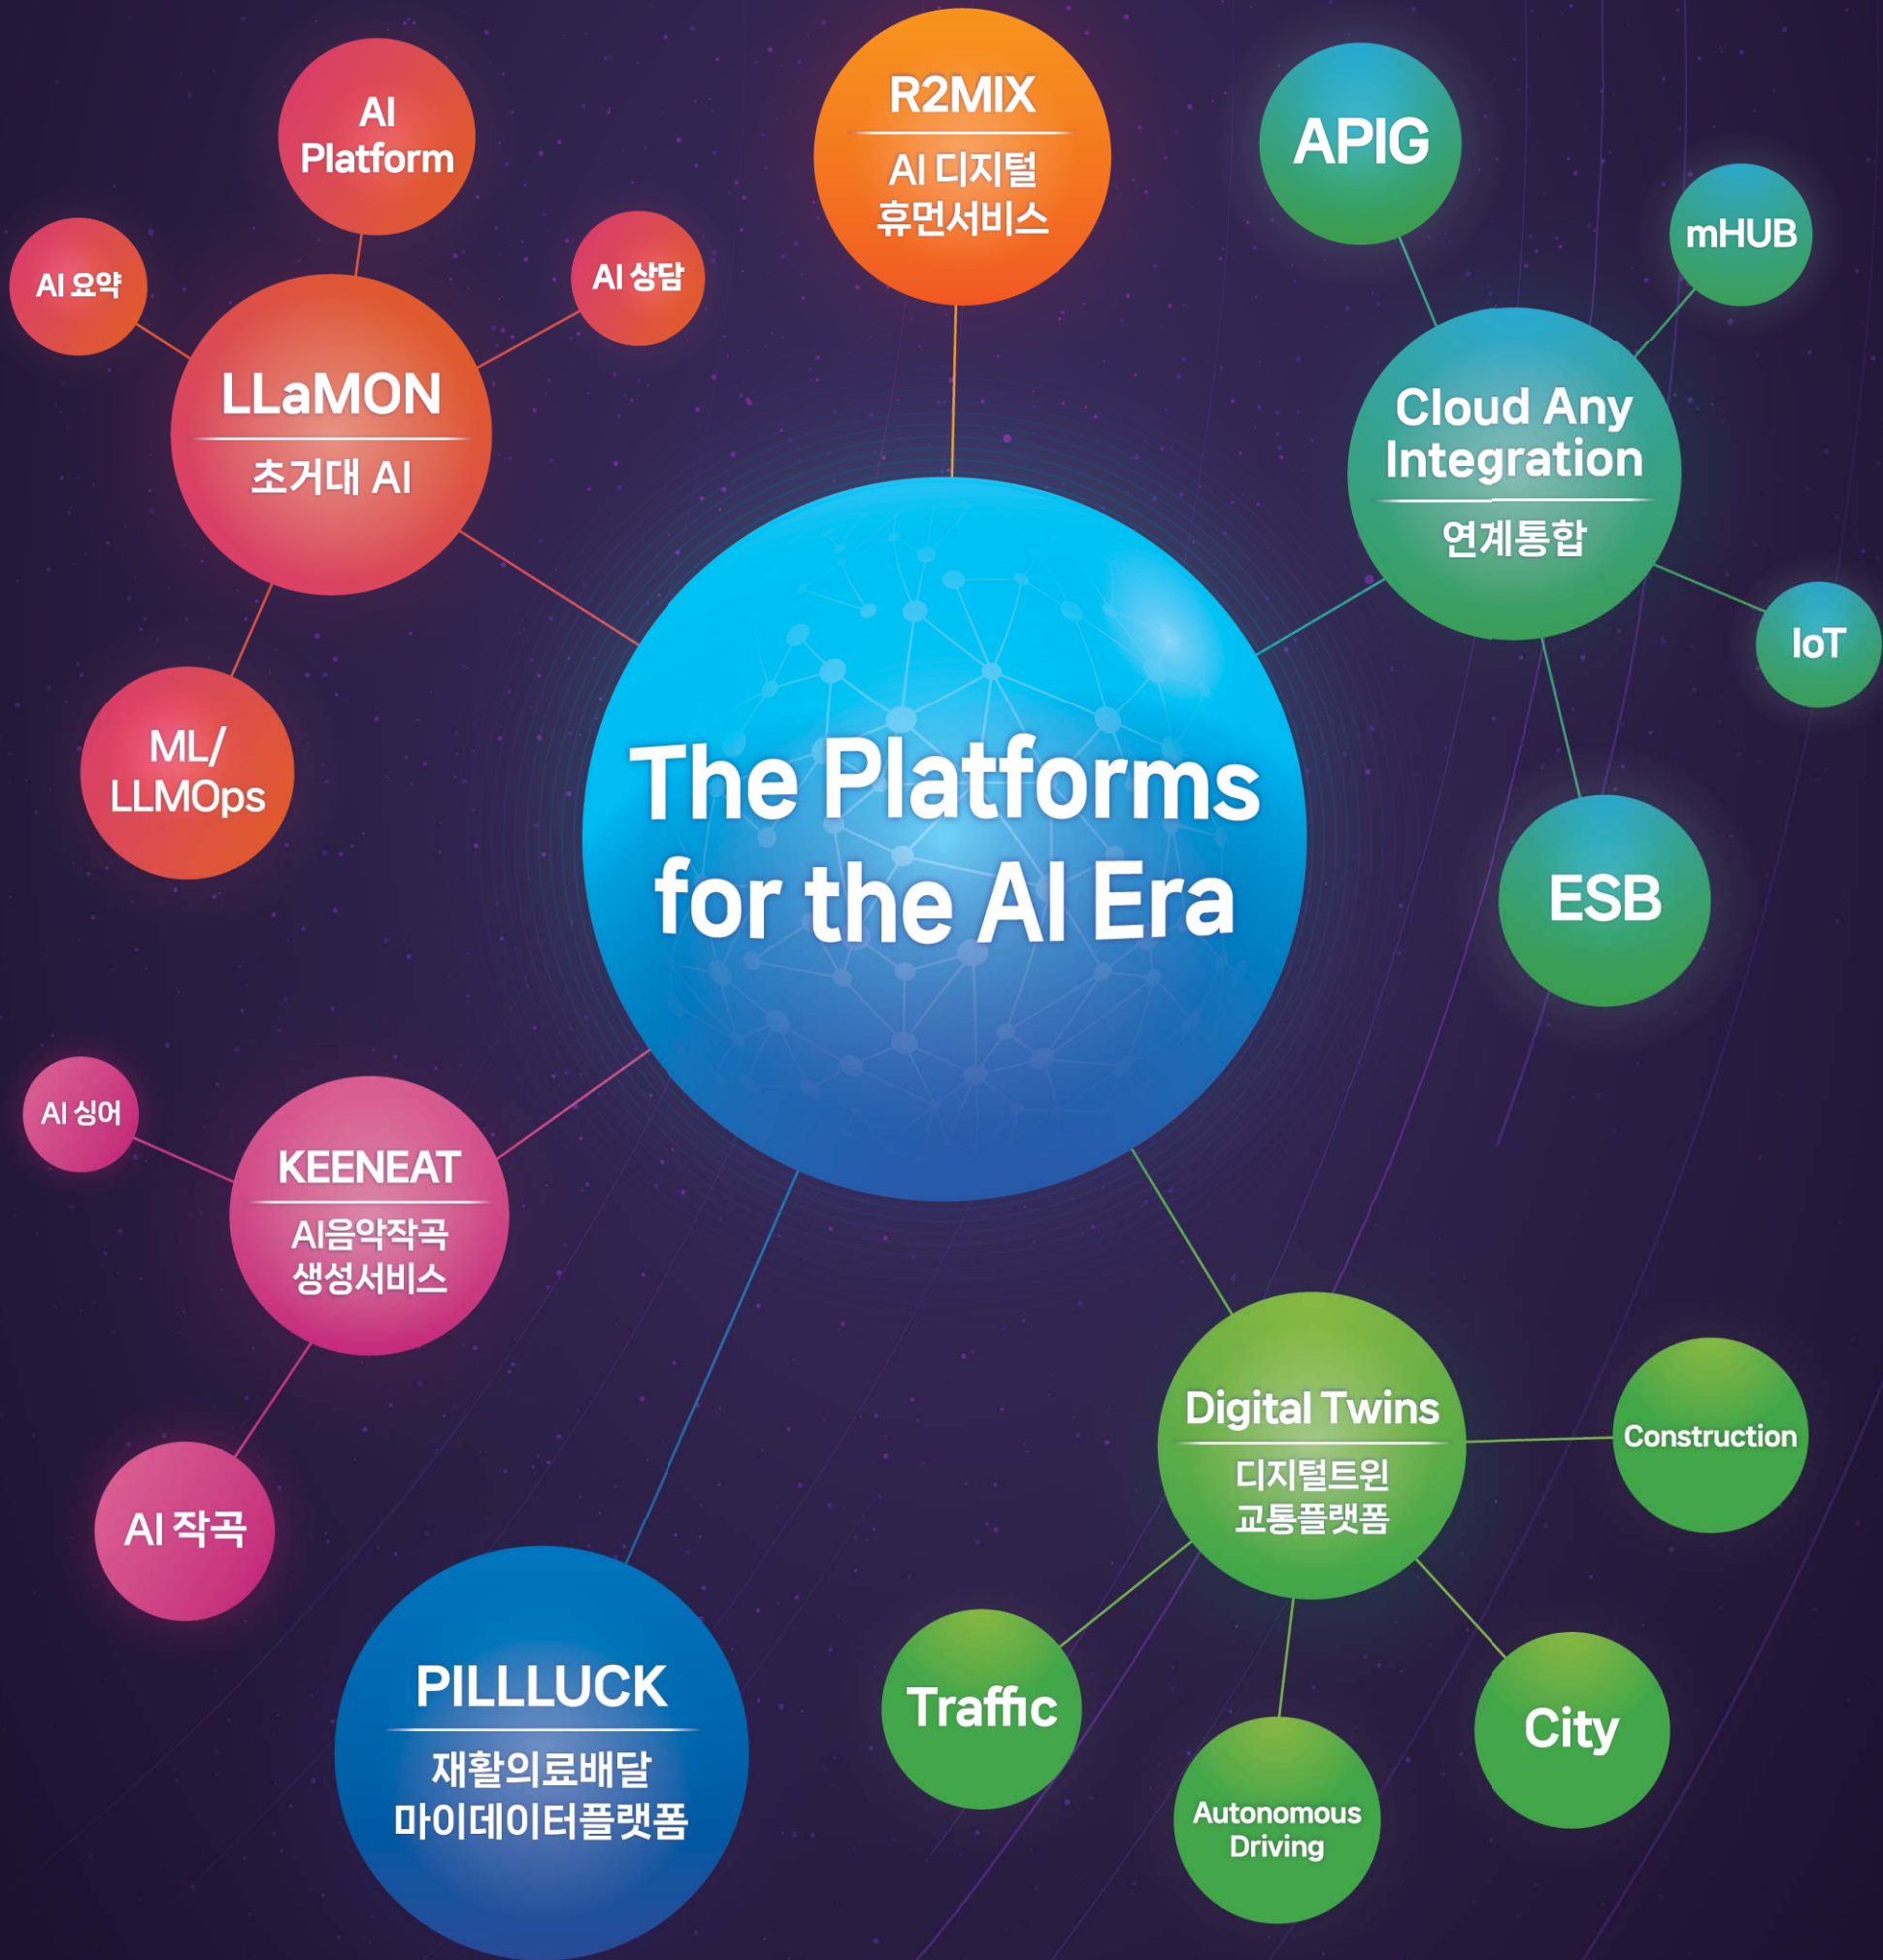 AI
Platform
AI 요약
AI 상담
LLaMON
초거대 AI
ML/
LLMOps
R2MIX
AI 디지털
휴먼서비스
APIG
mHUB
Cloud Any
Integration
연계통합
IoT
ESB
The Platforms
for the AI Era
AI 싱어
KEENEAT
AI음악작곡
생성서비스
AI 작곡
PILLLUCK
재활의료배달
마이데이터플랫폼
Digital Twins
디지털트윈
교통플랫폼
Construction
Traffic
Autonomous
Driving
City